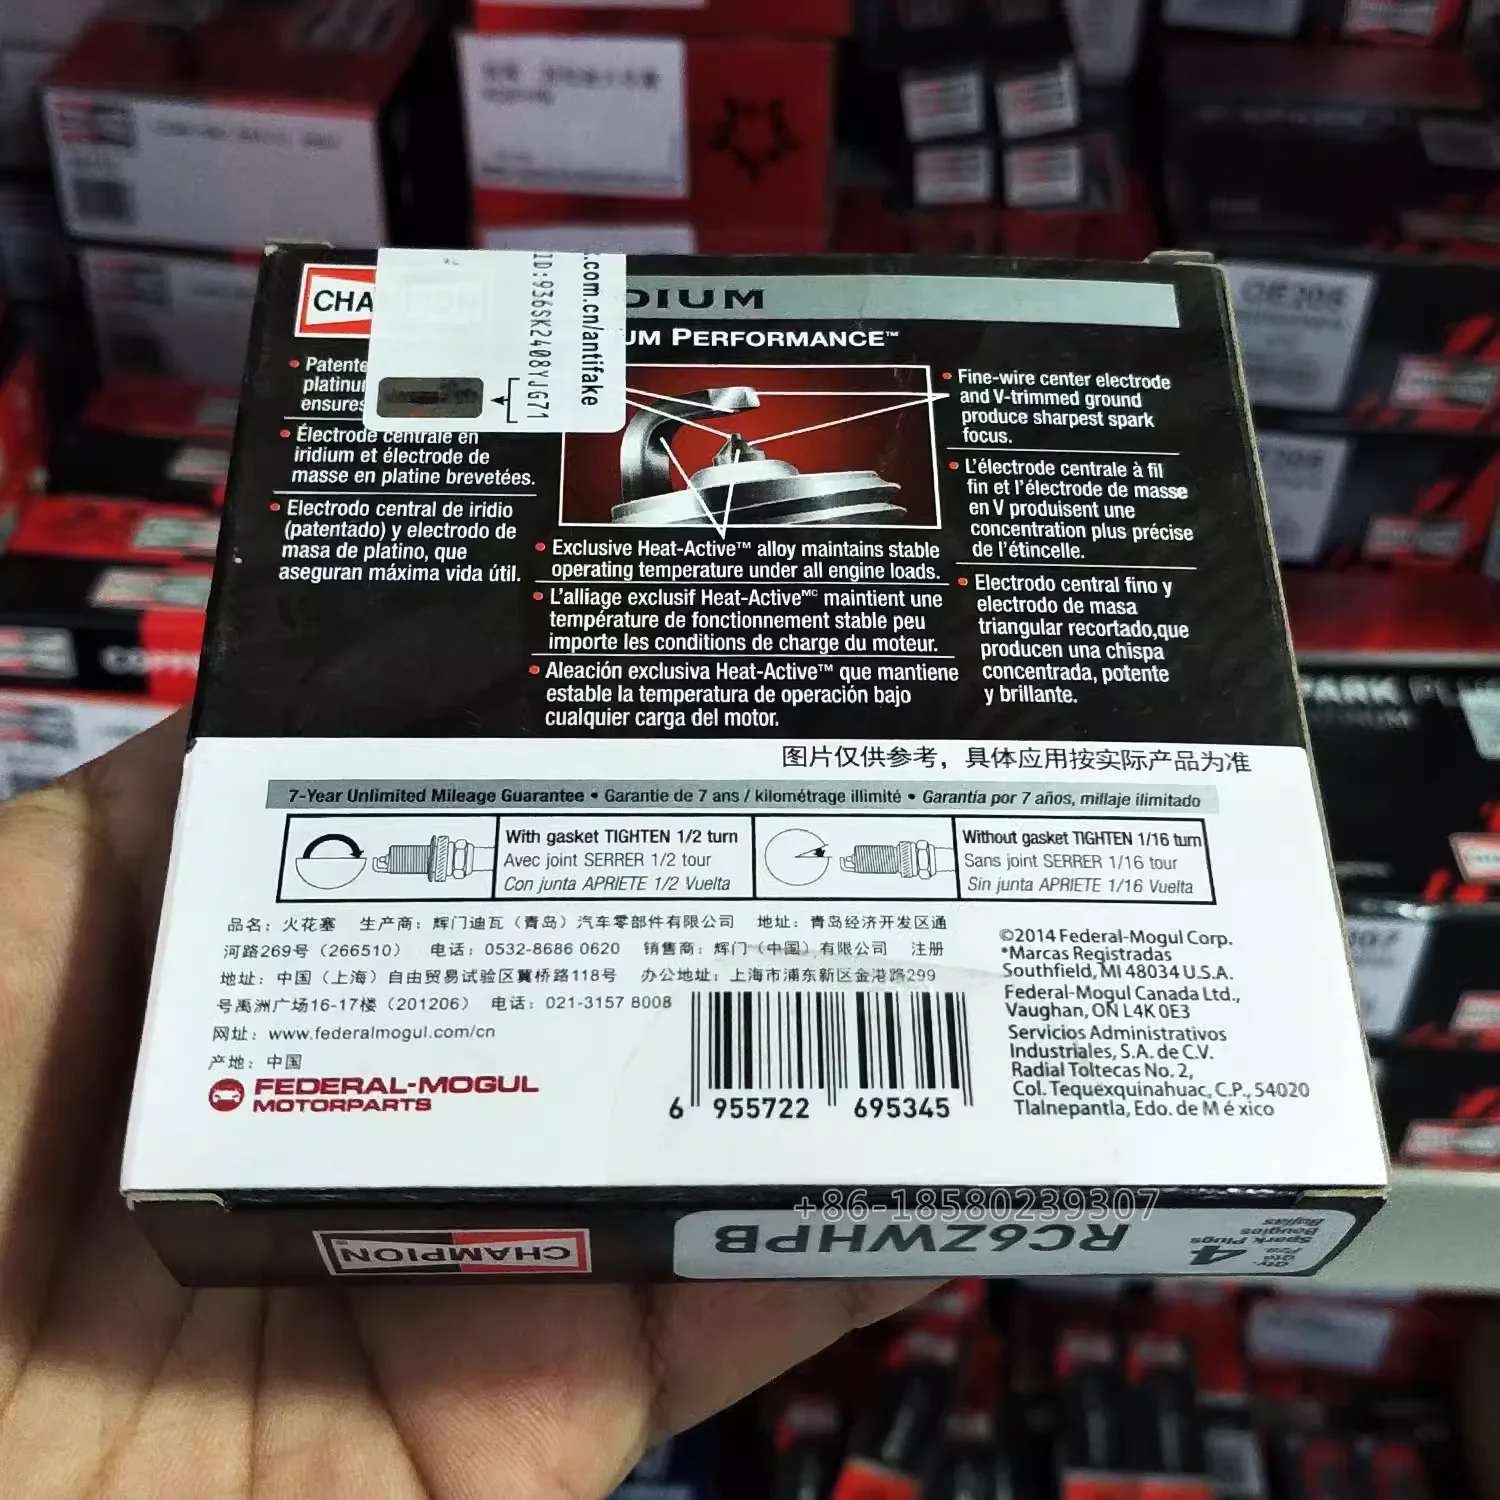 CHA
DIUM
UM PERFORMANCE™
.com.cn/antifake
ID:936SK2408YJG71
• Patente
platinu
ensures
• Électrode centrale en
iridium et électrode de
masse en platine brevetées.
• Electrodo central de iridio
(patentado) y electrodo de
masa de platino, que
aseguran máxima vida útil.
• Exclusive Heat-Active™ alloy maintains stable
operating temperature under all engine loads.
• L'alliage exclusif Heat-Activeᴹᶜ maintient une
température de fonctionnement stable peu
importe les conditions de charge du moteur.
• Aleación exclusiva Heat-Active™ que mantiene
estable la temperatura de operación bajo
cualquier carga del motor.
• Fine-wire center electrode
and V-trimmed ground
produce sharpest spark
focus.
• L'électrode centrale à fil
fin et l'électrode de masse
en V produisent une
concentration plus précise
de l'étincelle.
• Electrodo central fino y
electrodo de masa
triangular recortado,que
producen una chispa
concentrada, potente
y brillante.
图片仅供参考，具体应用按实际产品为准
7-Year Unlimited Mileage Guarantee • Garantie de 7 ans / kilométrage illimité • Garantía por 7 años, millaje ilimitado
With gasket TIGHTEN 1/2 turn
Avec joint SERRER 1/2 tour
Con junta APRIETE 1/2 Vuelta
Without gasket TIGHTEN 1/16 turn
Sans joint SERRER 1/16 tour
Sin junta APRIETE 1/16 Vuelta
品名：火花塞 生产商：辉门迪瓦（青岛）汽车零部件有限公司 地址：青岛经济开发区通
河路269号（266510） 电话：0532-8686 0620 销售商：辉门（中国）有限公司 注册
地址：中国（上海）自由贸易试验区冀桥路118号 办公地址：上海市浦东新区金港路299
号禹洲广场16-17楼（201206） 电话：021-3157 8008
网址：www.federalmogul.com/cn
产地：中国
FEDERAL-MOGUL
MOTORPARTS
6 955722 695345
©2014 Federal-Mogul Corp.
*Marcas Registradas
Southfield, MI 48034 U.S.A.
Federal-Mogul Canada Ltd.,
Vaughan, ON L4K 0E3
Servicios Administrativos
Industriales, S.A. de C.V.
Radial Toltecas No. 2,
Col. Tequexquinahuac, C.P., 54020
Tlalnepantla, Edo. de M é xico
+86-18580239307
CHAMPION
RC6ZWHPB
4
Spark Plugs
Bougies
Bujías